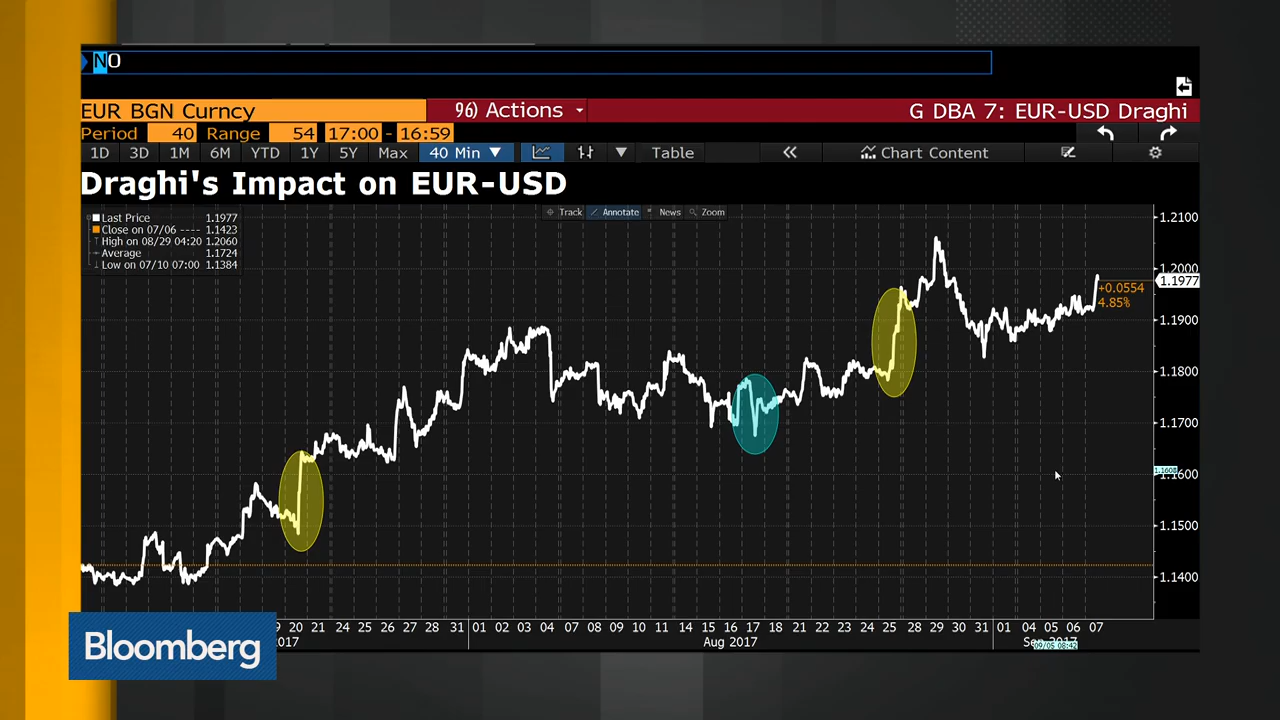 NO
EUR BGN Curncy 96) Actions G DBA 7: EUR-USD Draghi
Period 40 Range 54 17:00 - 16:59
1D 3D 1M 6M YTD 1Y 5Y Max 40 Min ▼ Table « Chart Content
Draghi's Impact on EUR-USD
Track Annotate News Zoom
Last Price 1.1977
Close on 07/06 ---- 1.1423
High on 08/29 04:20 1.2060
Average 1.1724
Low on 07/10 07:00 1.1384
1.2100
1.2000
1.1977
+0.0554
4.85%
1.1900
1.1800
1.1700
1.1608
1.1600
1.1500
1.1400
20 21 24 25 26 27 28 31 01 02 03 04 07 08 09 10 11 14 15 16 17 18 21 22 23 24 25 28 29 30 31 01 04 05 06 07
Aug 2017
09/05 08:42
Bloomberg